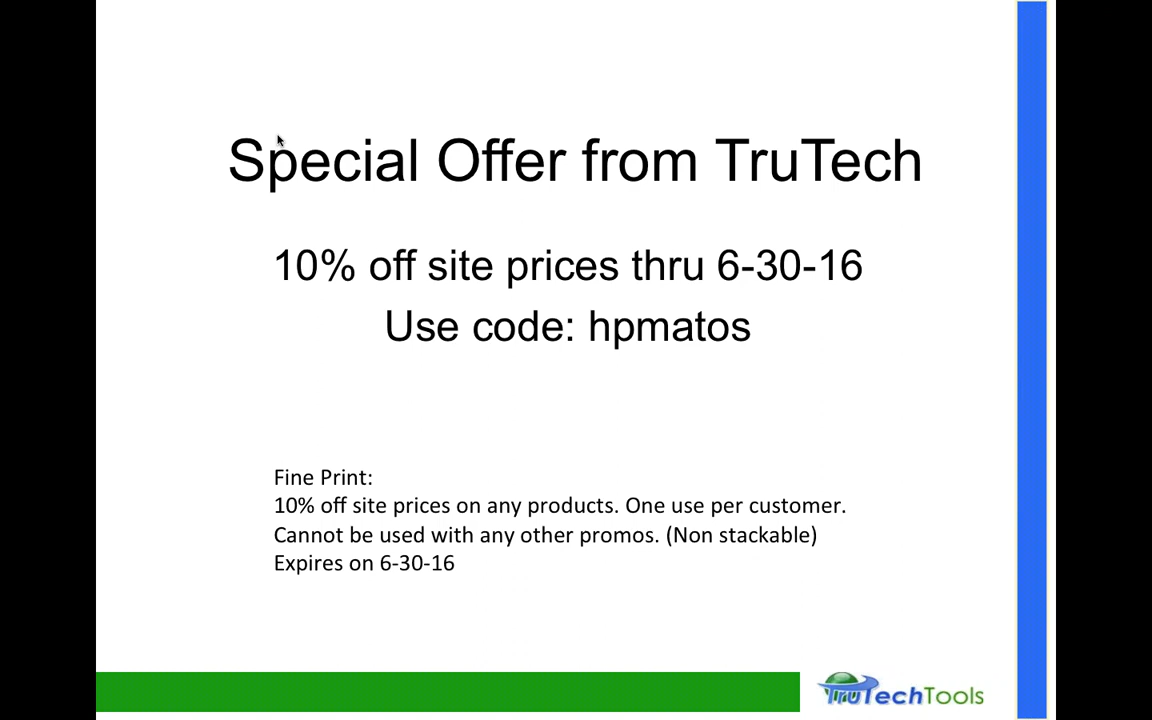 Special Offer from TruTech
10% off site prices thru 6-30-16
Use code: hpmatos
Fine Print:
10% off site prices on any products. One use per customer.
Cannot be used with any other promos. (Non stackable)
Expires on 6-30-16
TruTechTools